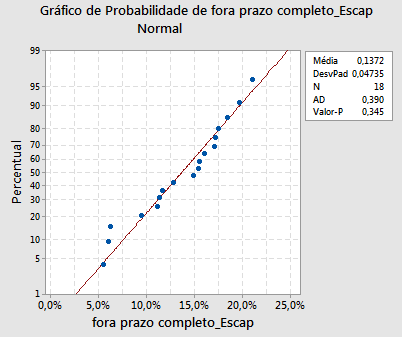 Gráfico de Probabilidade de fora prazo completo_Escap
Normal
99
95
90
80
70
60
50
40
30
20
10
5
1
Percentual
0,0%
5,0%
10,0%
15,0%
20,0%
25,0%
fora prazo completo_Escap
Média 0,1372
DesvPad 0,04735
N 18
AD 0,390
Valor-P 0,345